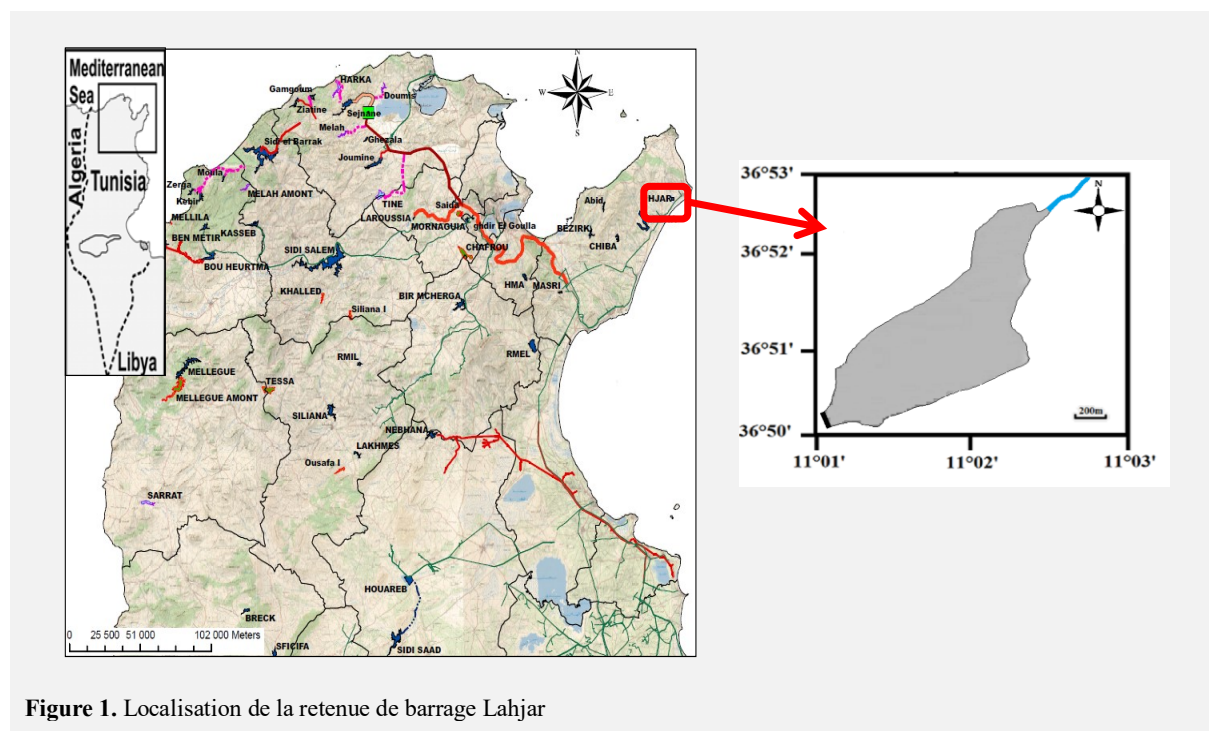 Mediterranean
Sea
Algeria
Tunisia
Libya
N
W
E
S
HARKA
Gamgoum
Doumis
Ziatine
Sejnane
Melah
Sidi el Barrak
Ghezala
Joumine
Moula
Zerga
Kebir
MELAH AMONT
TINE
Saida
Abid
HJAR
MELLILA
LAROUSSIA
MORNAGUIA
ghdir El Goulla
BEZIRK
BEN METIR
KASSEB
CHIBA
SIDI SALEM
CHAFROU
BOU HEURTMA
KHALLED
BIR MCHERGA
HMA
MASRI
Siliana I
RMIL
RMEL
MELLEGUE
TESSA
MELLEGUE AMONT
SILIANA
NEBHANA
LAKHMES
Ousafa I
SARRAT
HOUAREB
BRECK
SFICIFA
SIDI SAAD
0 25 500 51 000 102 000 Meters
36°53'
36°52'
36°51'
36°50'
N
200m
11°01' 11°02' 11°03'
Figure 1. Localisation de la retenue de barrage Lahjar